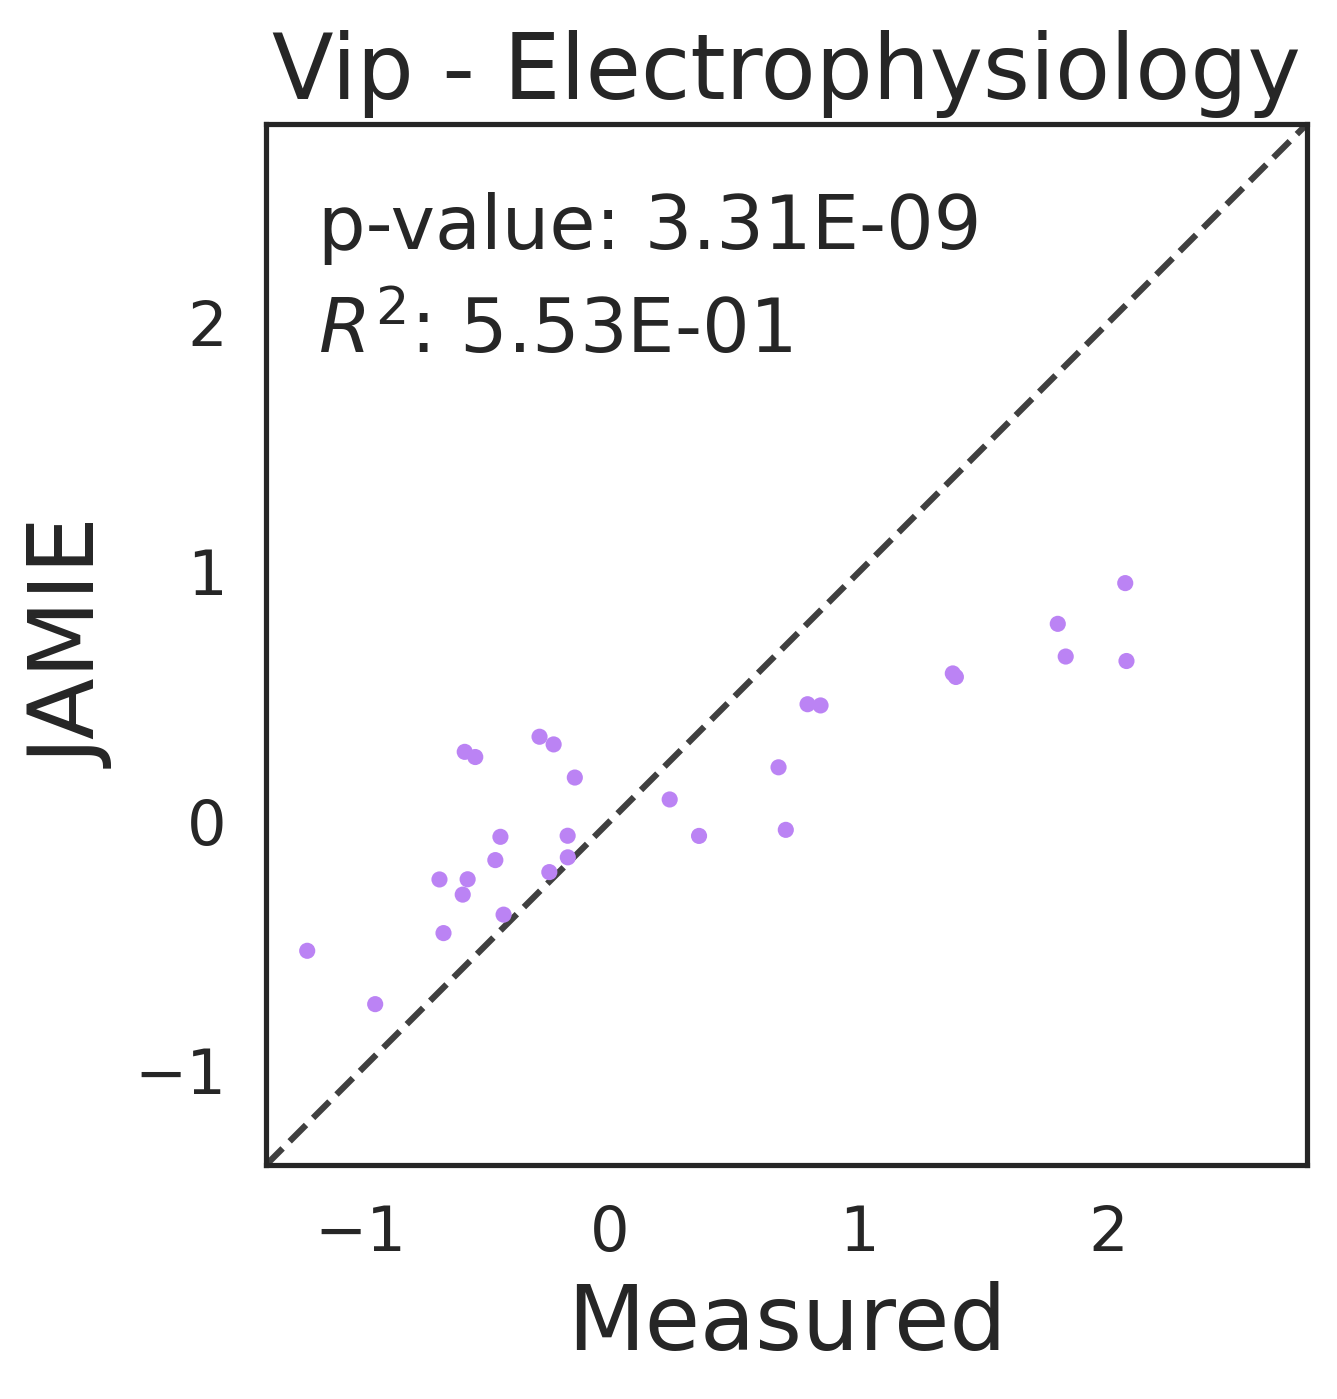 Vip - Electrophysiology
p-value: 3.31E-09
R²: 5.53E-01
JAMIE
2
1
0
−1
−1 0 1 2
Measured